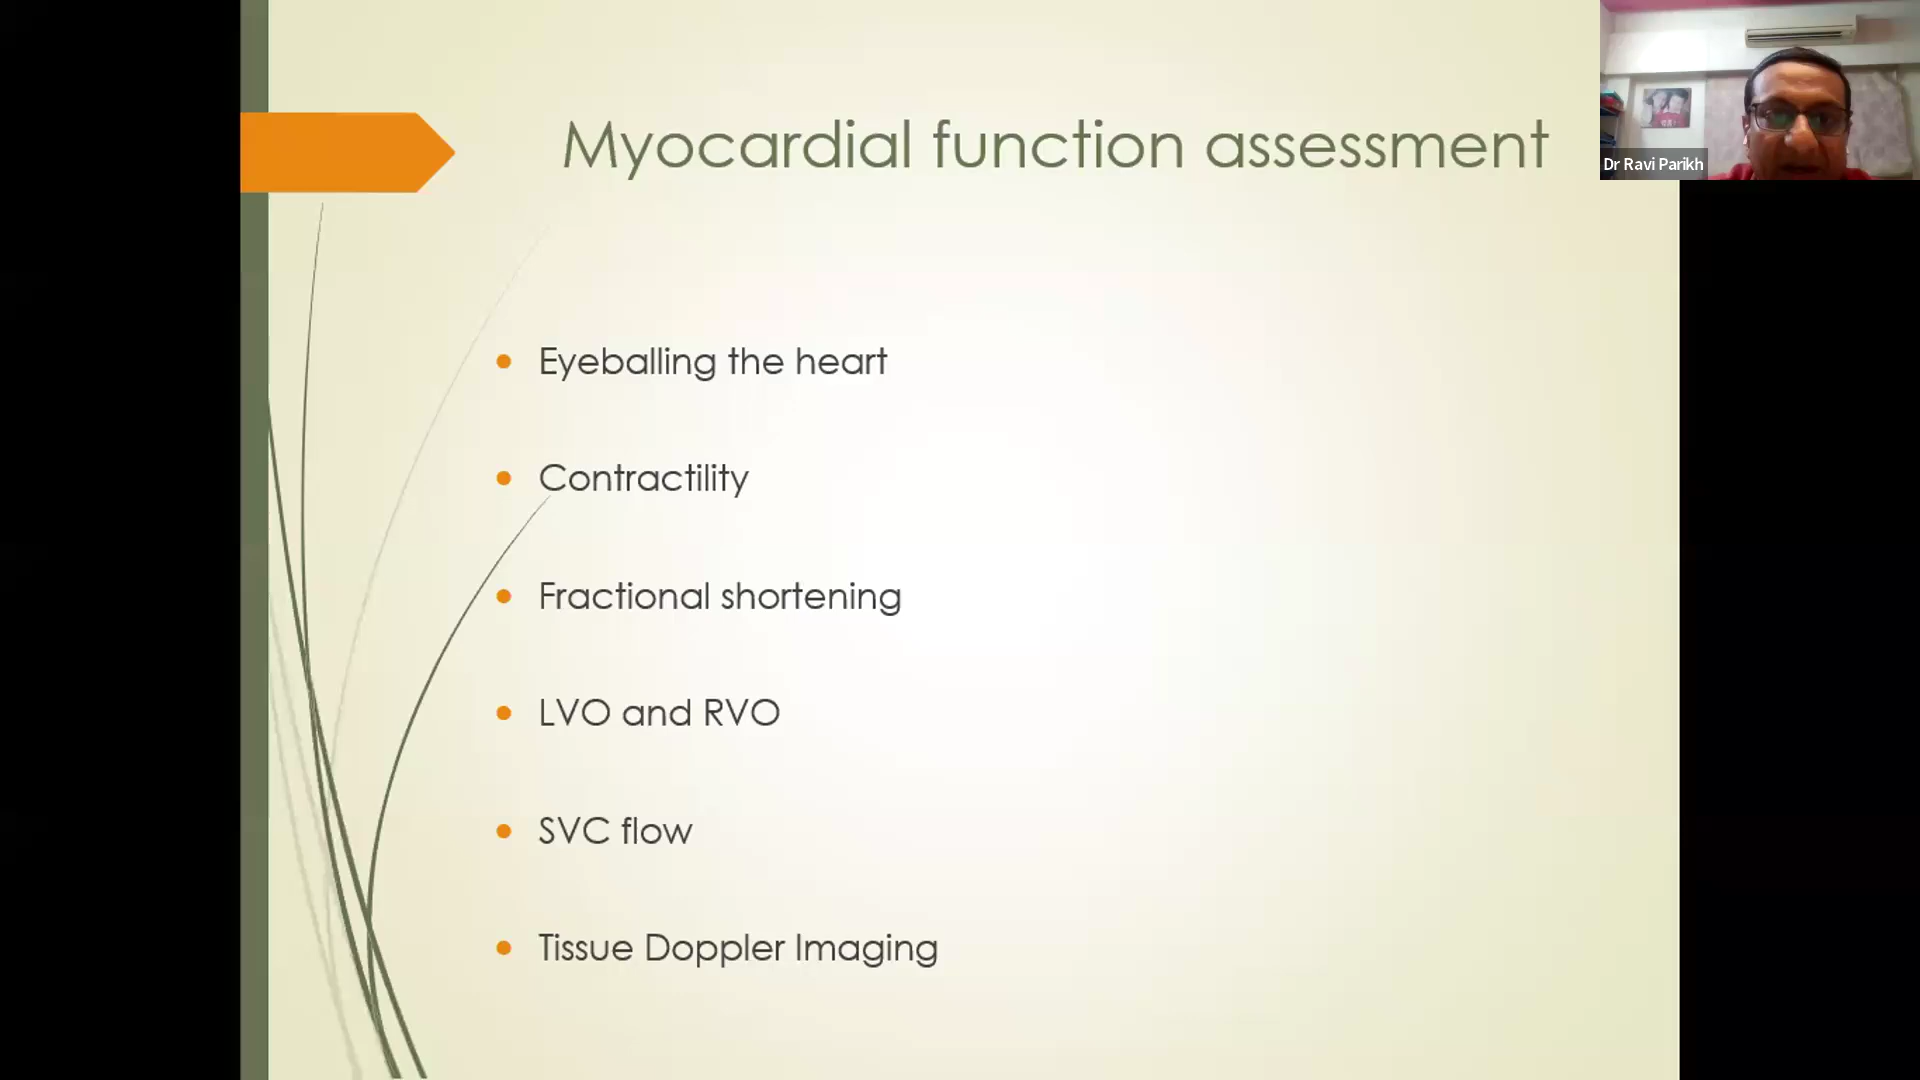 Myocardial function assessment
Dr Ravi Parikh
Eyeballing the heart
Contractility
Fractional shortening
LVO and RVO
SVC flow
Tissue Doppler Imaging